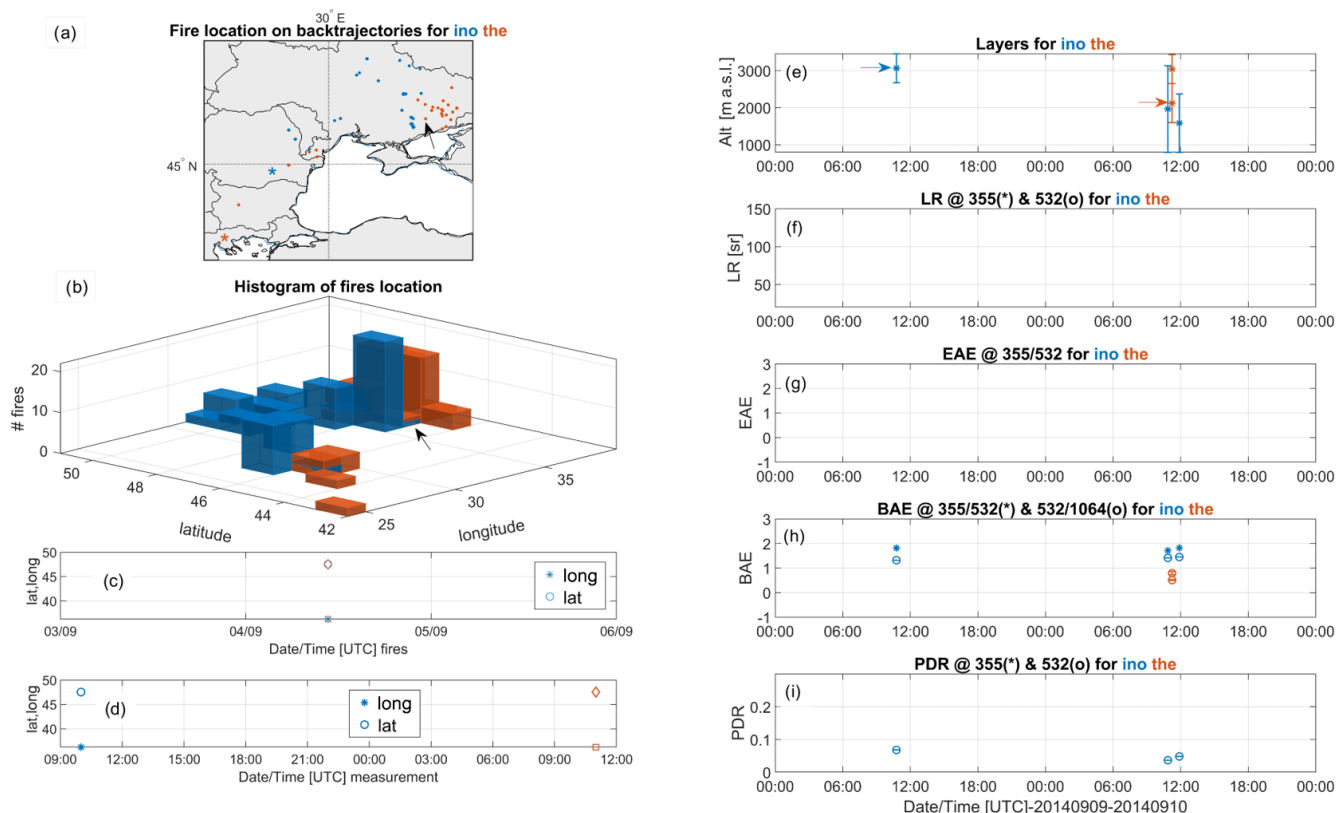 (a)
30° E
Fire location on backtrajectories for ino the
45° N
(b)
Histogram of fires location
# fires
20
10
0
50
48
46
44
42
latitude
25
30
35
longitude
(c)
lat,long
50
45
40
long
lat
03/09 04/09 05/09 06/09
Date/Time [UTC] fires
(d)
lat,long
50
45
40
long
lat
09:00 12:00 15:00 18:00 21:00 00:00 03:00 06:00 09:00 12:00
Date/Time [UTC] measurement
Layers for ino the
(e)
Alt [m a.s.l.]
3000
2000
1000
00:00 06:00 12:00 18:00 00:00 06:00 12:00 18:00 00:00
LR @ 355(*) & 532(o) for ino the
(f)
LR [sr]
150
100
50
00:00 06:00 12:00 18:00 00:00 06:00 12:00 18:00 00:00
EAE @ 355/532 for ino the
(g)
EAE
3
2
1
0
-1
00:00 06:00 12:00 18:00 00:00 06:00 12:00 18:00 00:00
BAE @ 355/532(*) & 532/1064(o) for ino the
(h)
BAE
3
2
1
0
-1
00:00 06:00 12:00 18:00 00:00 06:00 12:00 18:00 00:00
PDR @ 355(*) & 532(o) for ino the
(i)
PDR
0.2
0.1
0
00:00 06:00 12:00 18:00 00:00 06:00 12:00 18:00 00:00
Date/Time [UTC]-20140909-20140910